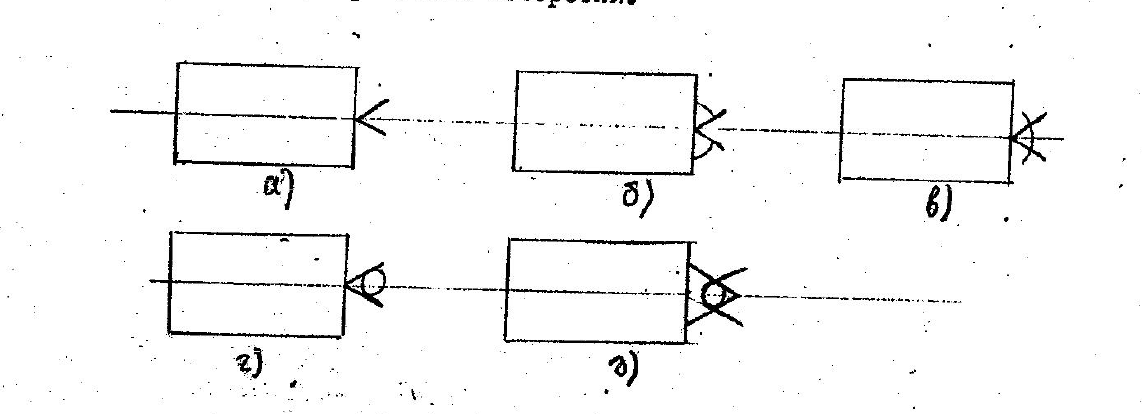 а) б) в)
г) д)